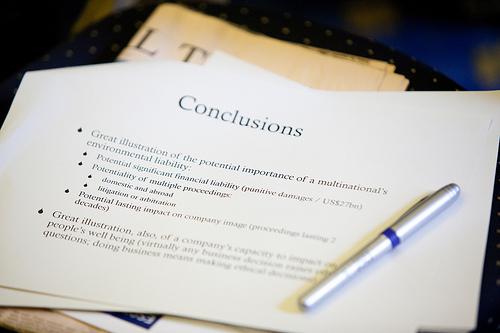 L T
Conclusions
Great illustration of the potential importance of a multinational's
environmental liability:
Potential significant financial liability (punitive damages / US$27bn)
Potentiality of multiple proceedings:
domestic and abroad
litigation or arbitration
Potential lasting impact on company image (proceedings lasting 2
decades)
Great illustration, also, of a company's capacity to impact on
people's well being (virtually any business decision raises
questions; doing business means making ethical decisions